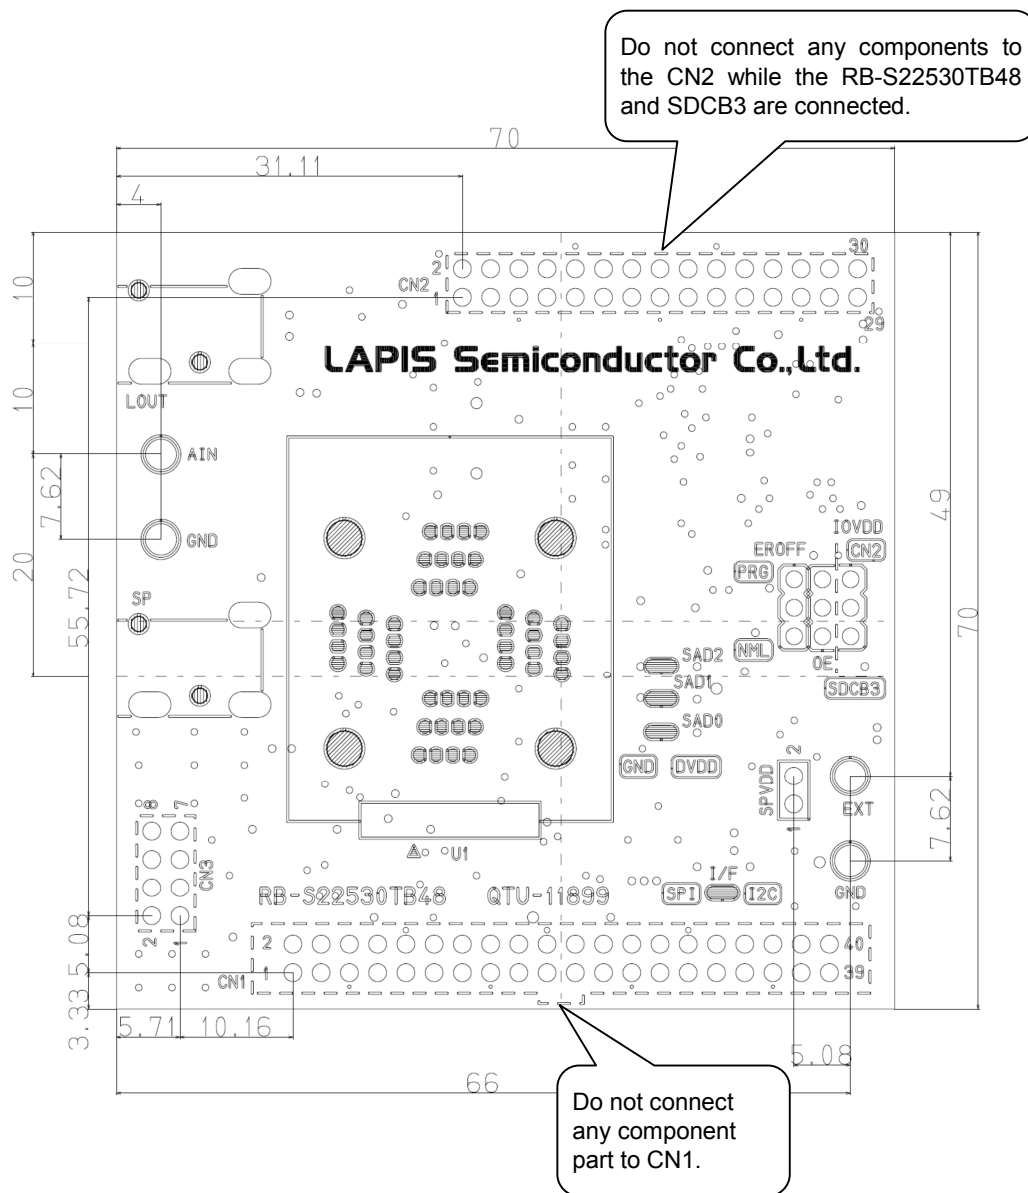 Do not connect any components to
the CN2 while the RB-S22530TB48
and SDCB3 are connected.
70
31.11
4
10
2
30
CN2
1
29
LAPIS Semiconductor Co.,Ltd.
LOUT
10
AIN
7.62
GND
49
IOVDD
EROFF
CN2
PRG
20
55.72
SP
70
NML
OE
SAD2
SDCB3
SAD1
SAD0
GND
DVDD
2
SPVDD
1
EXT
7.62
8
7
CN3
U1
I/F
SPI
I2C
GND
RB-S22530TB48
QTU-11899
2
1
5.08
2
40
CN1
1
39
3.33
5.71
10.16
5.08
66
Do not connect
any component
part to CN1.